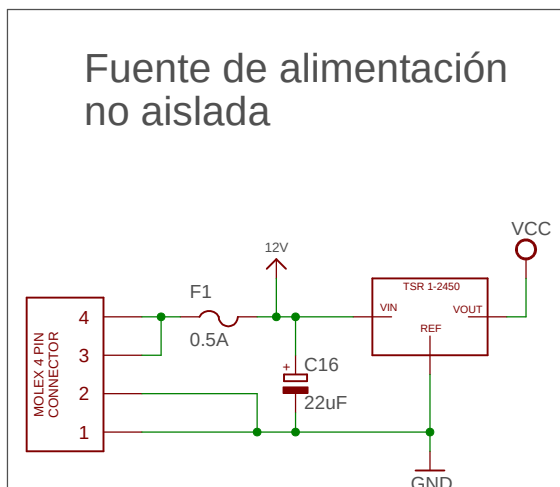 Fuente de alimentación
no aislada
VCC
12V
TSR 1-2450
F1
VIN
VOUT
4
REF
0.5A
MOLEX 4 PIN
CONNECTOR
3
+
C16
2
22uF
1
GND